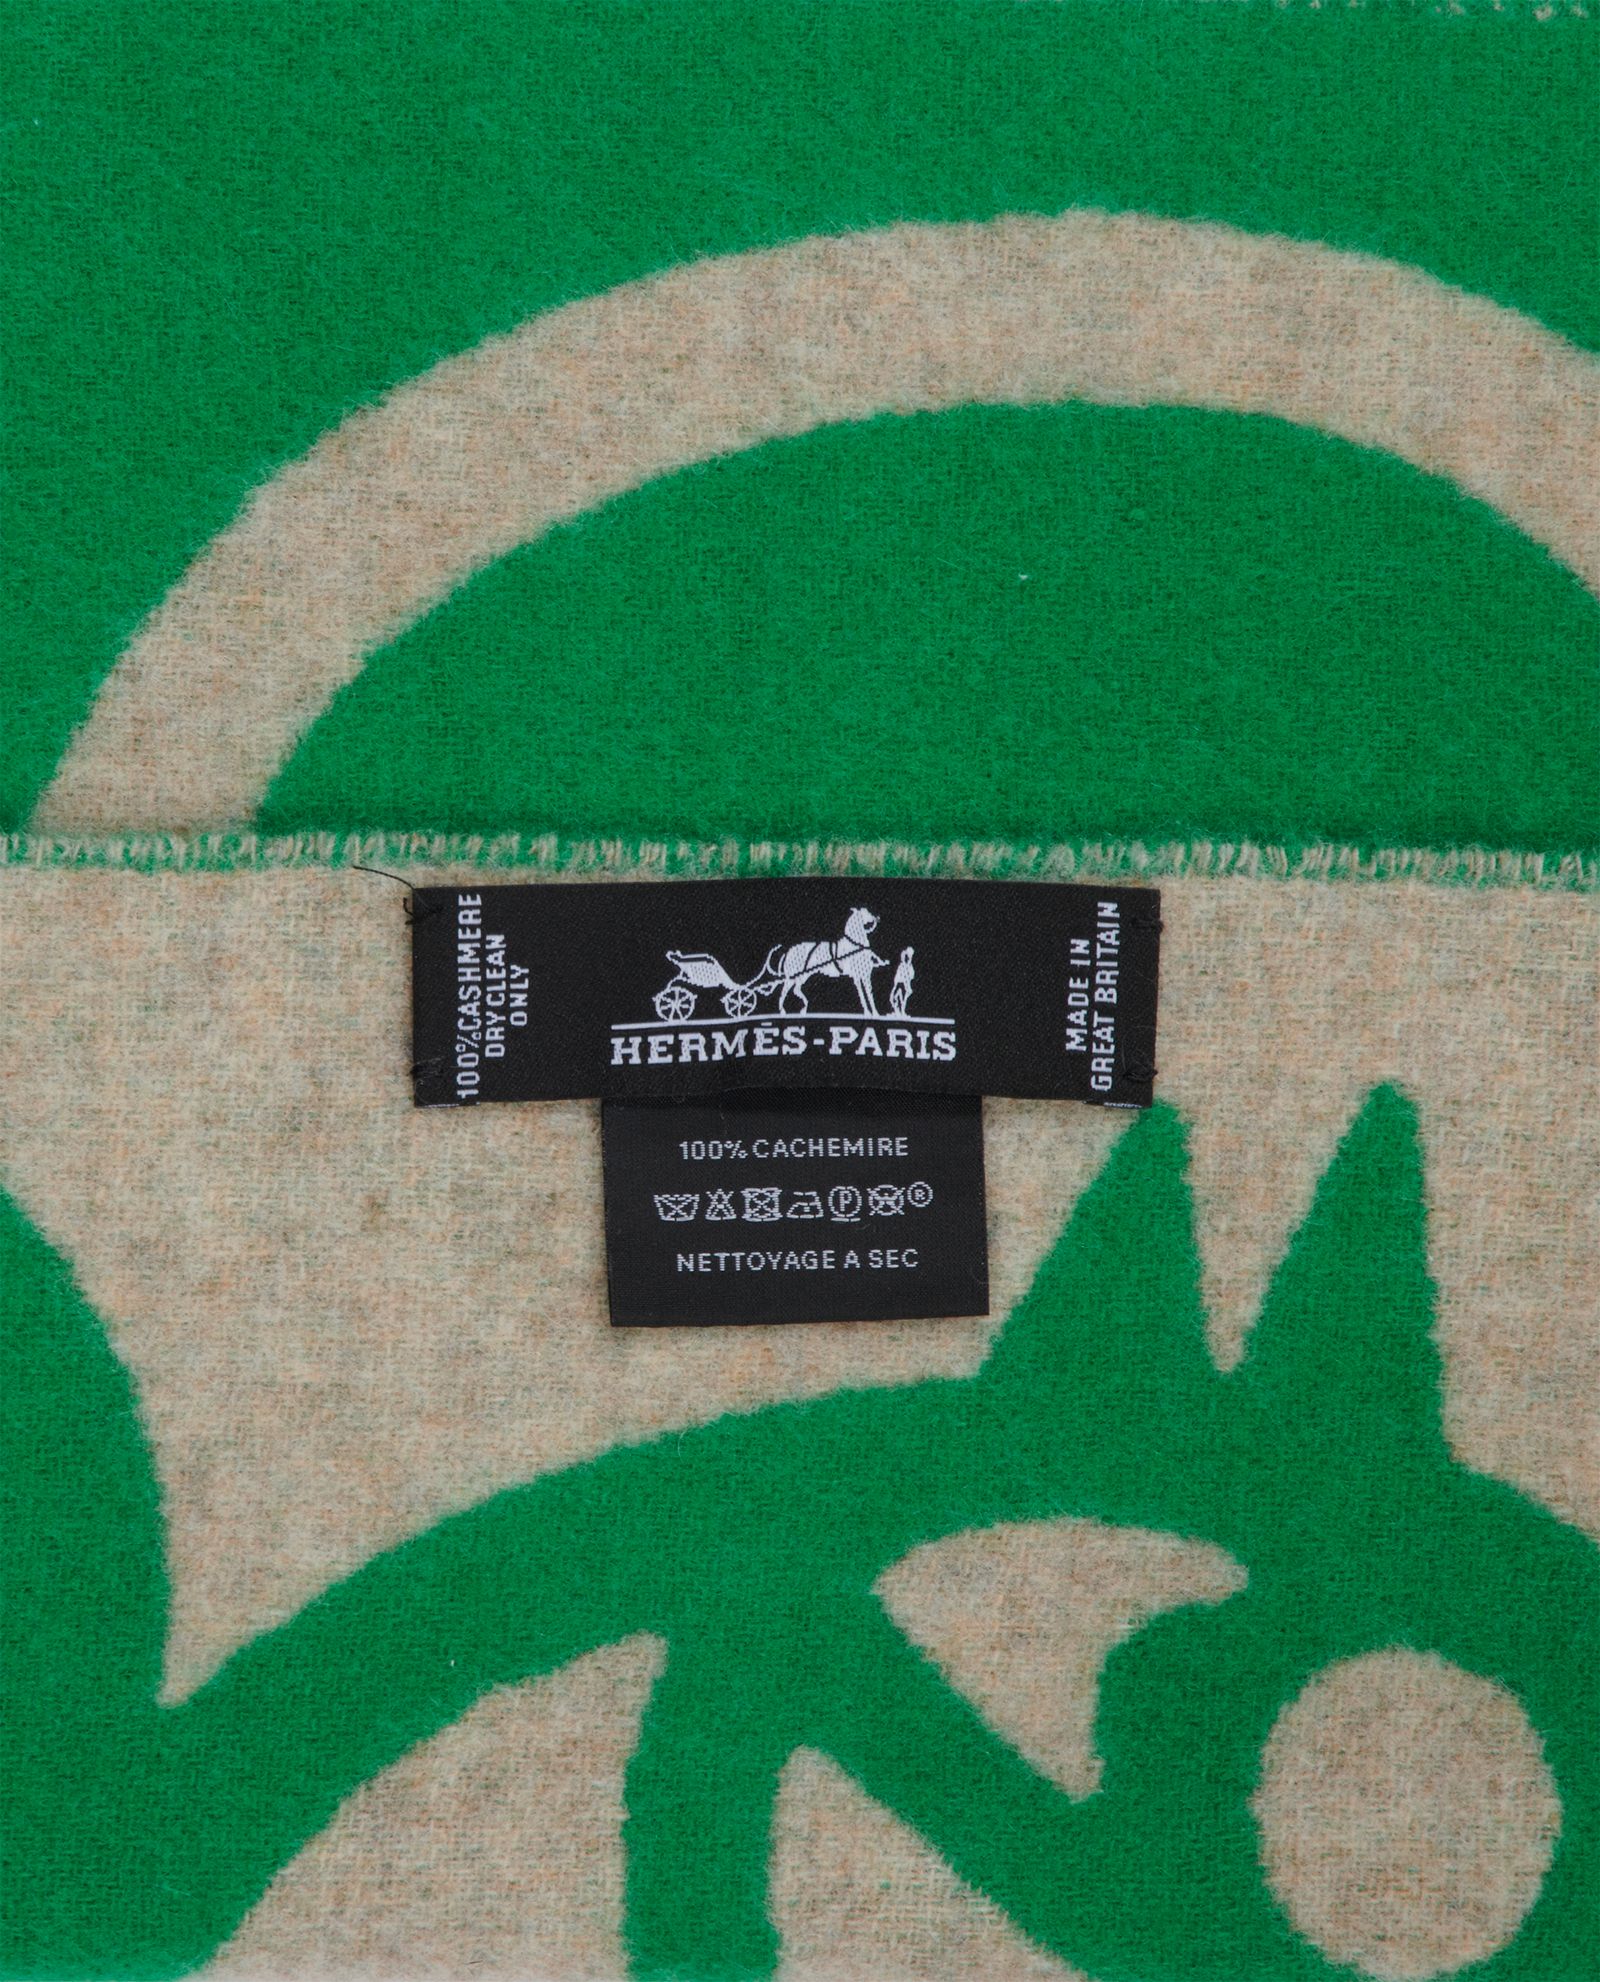 100%CASHMERE
DRY CLEAN
ONLY
HERMÈS-PARIS
MADE IN
GREAT BRITAIN
100% CACHEMIRE
P
R
NETTOYAGE A SEC